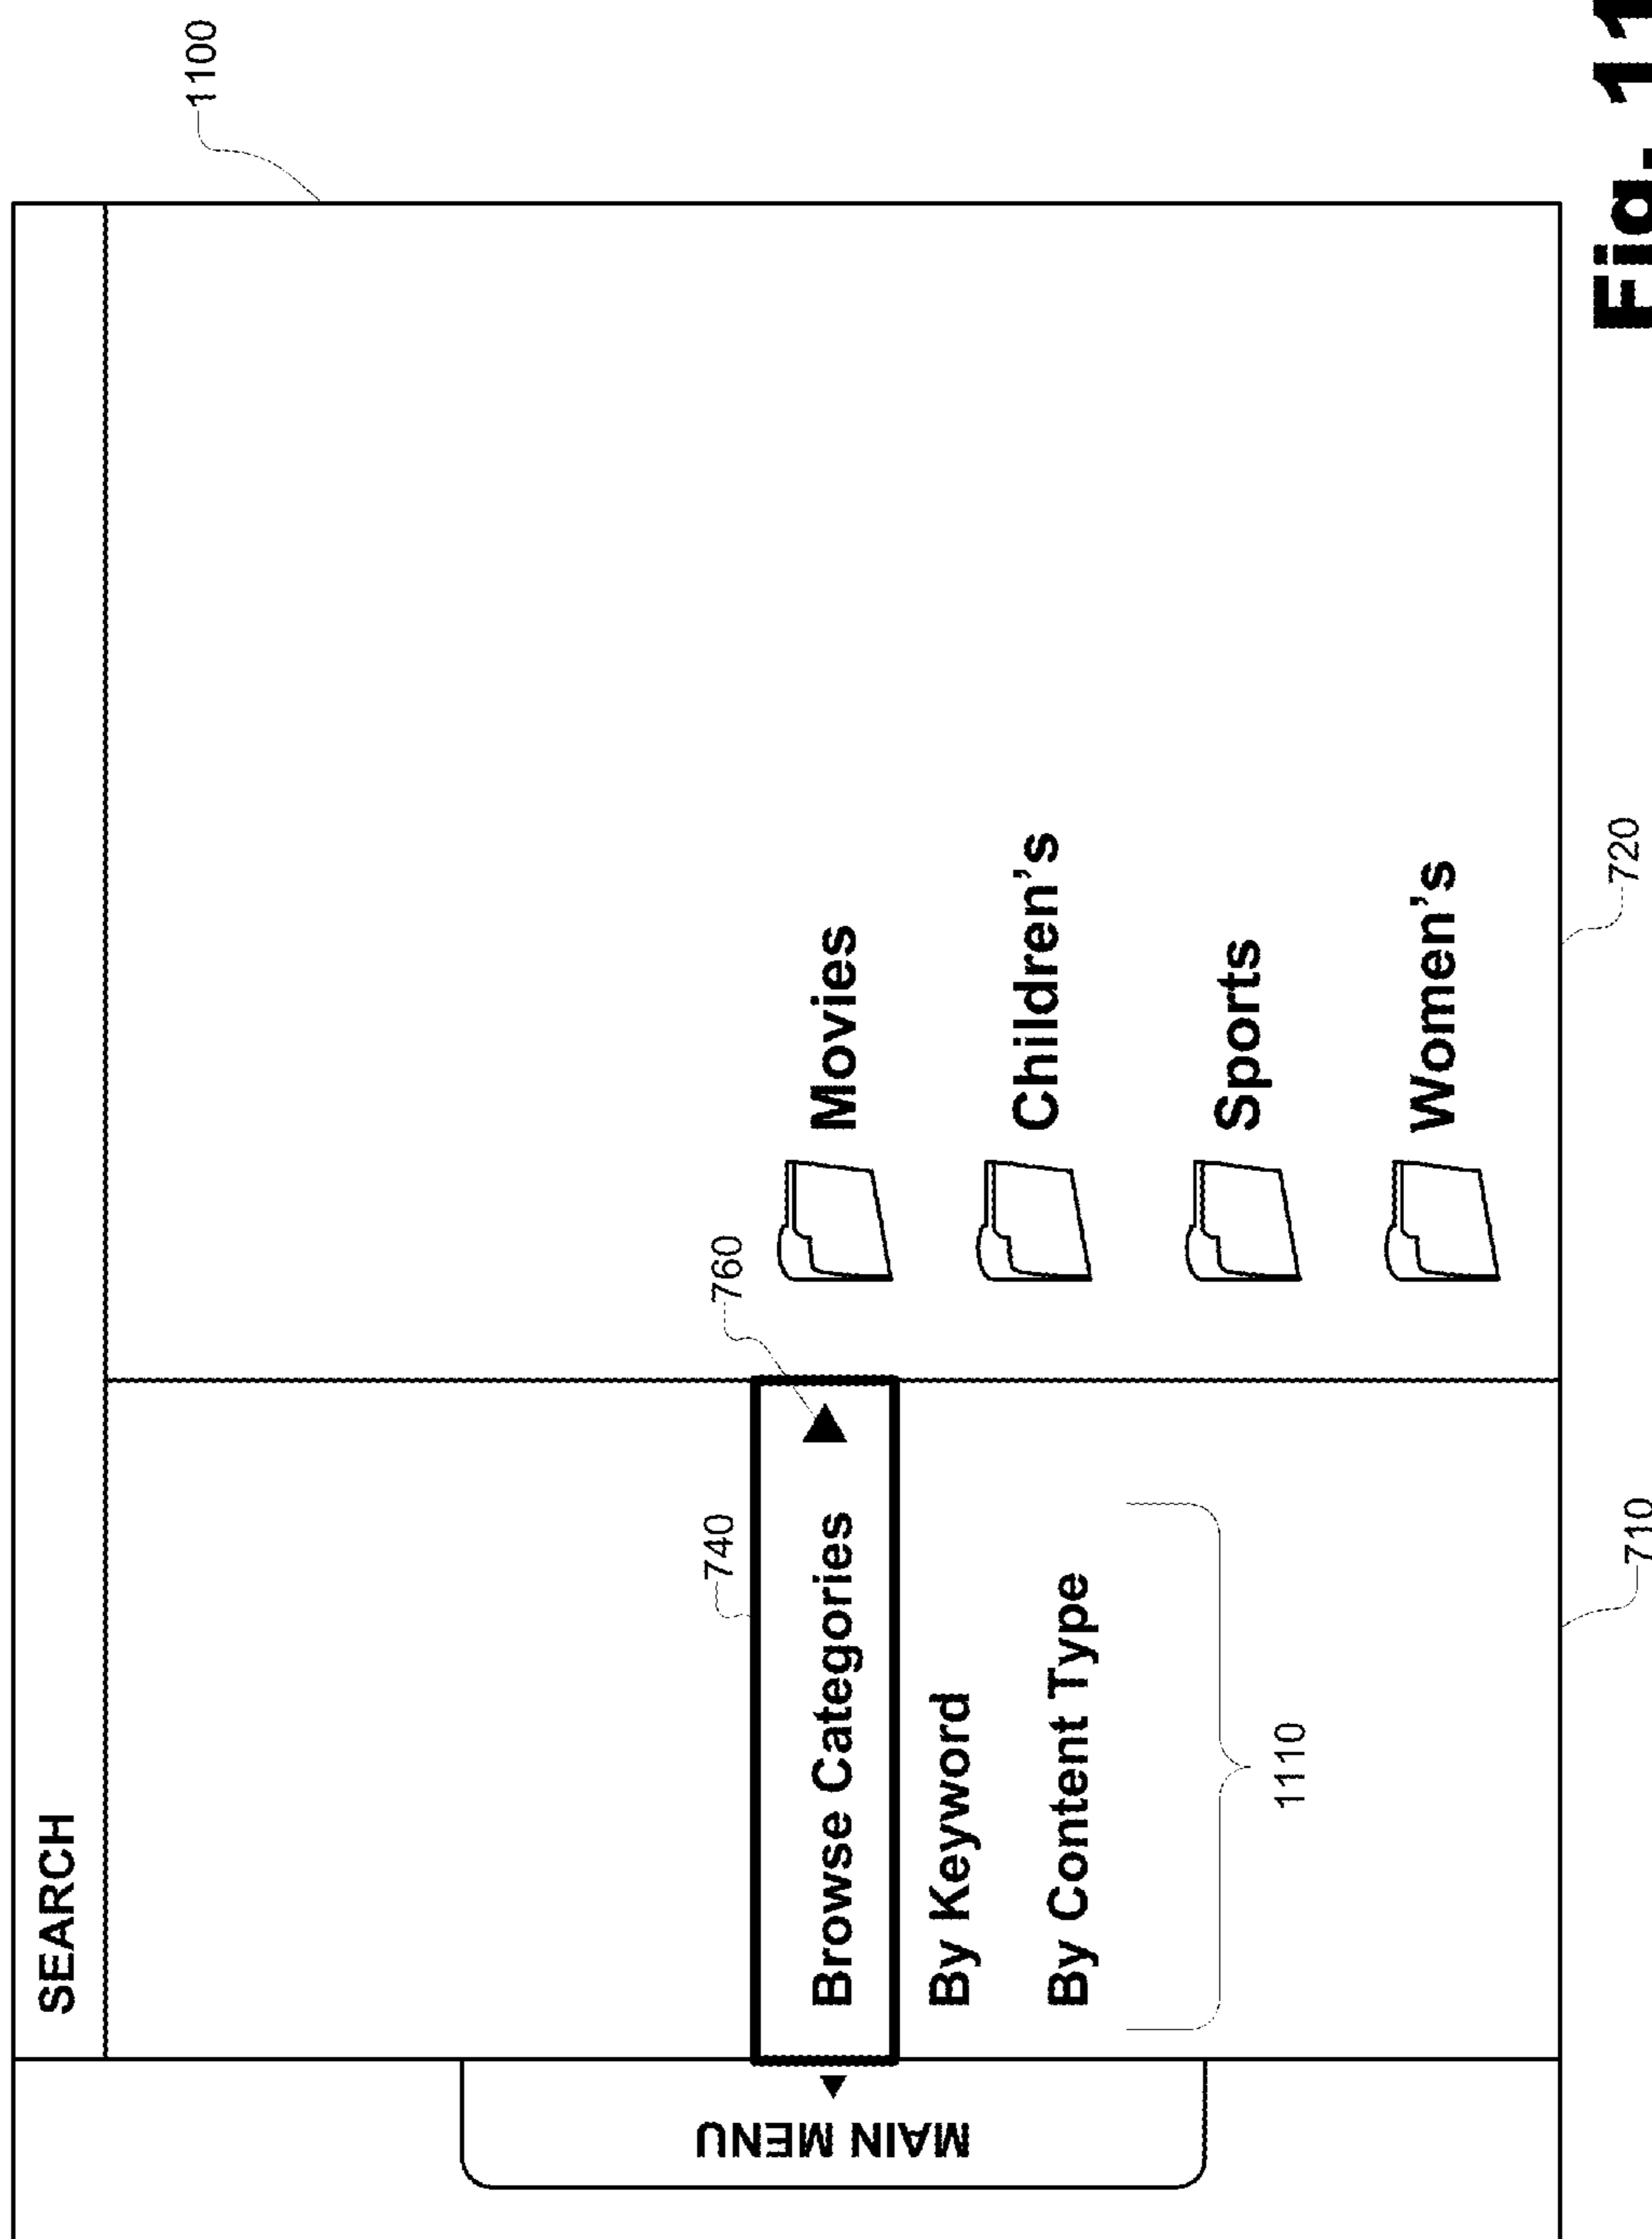 1100
SEARCH
MAIN MENU
740
760
Browse Categories
By Keyword
By Content Type
1110
Movies
Children's
Sports
Women's
710
720
Fig. 11